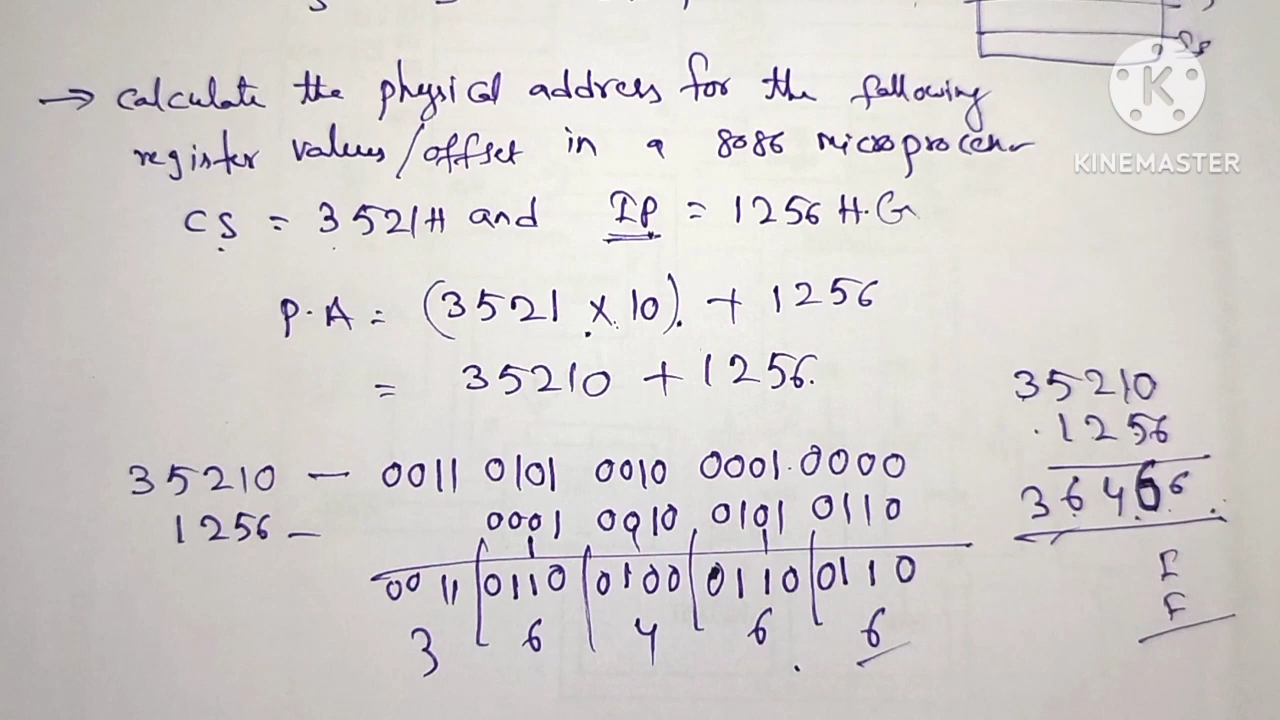 → calculate the physical address for the following
register values/offset in a 8086 microprocessor
CS = 3521H and IP = 1256 H.
P.A = (3521 × 10) + 1256
= 35210 + 1256.
35210
1256
36466
35210 — 0011 0101 0010 0001 0000
1256 — 0001 0010 0101 0110
0011 0110 0100 0110 0110
3 6 4 6 6
K
KINEMASTER